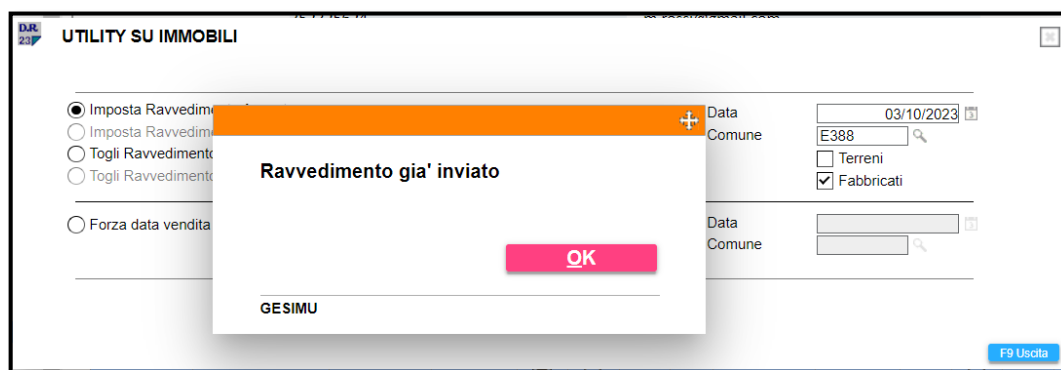 D.R.
23
UTILITY SU IMMOBILI
Imposta Ravvedim
Data
03/10/2023
Imposta Ravvedim
Comune
E388
Togli Ravvedimento
Terreni
Togli Ravvedimento
Fabbricati
Ravvedimento gia' inviato
Forza data vendita
Data
Comune
OK
GESIMU
F9 Uscita